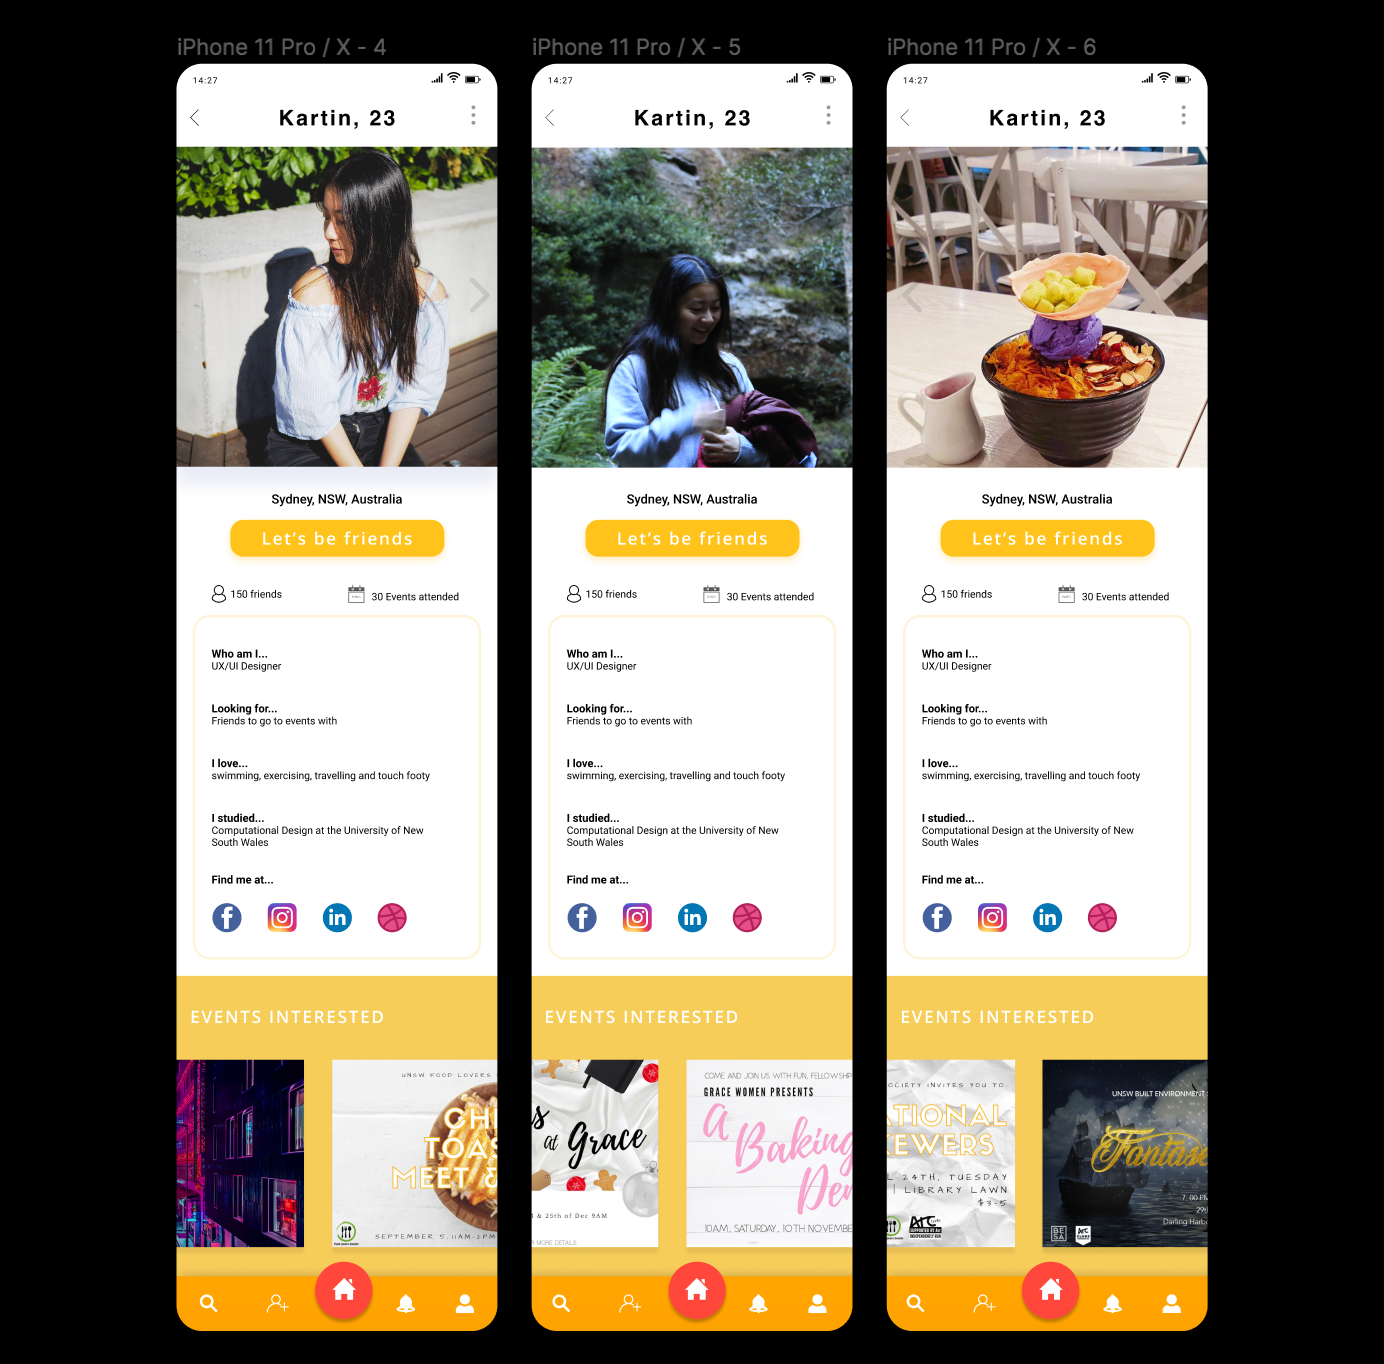 iPhone 11 Pro / X - 4
14:27
Kartin, 23
Sydney, NSW, Australia
Let's be friends
150 friends
30 Events attended
Who am I...
UX/UI Designer
Looking for...
Friends to go to events with
I love...
swimming, exercising, travelling and touch footy
I studied...
Computational Design at the University of New
South Wales
Find me at...
EVENTS INTERESTED
UNSW FOOD LOVERS
MEET &
SEPTEMBER 5, 11AM-2PM
iPhone 11 Pro / X - 5
14:27
Kartin, 23
Sydney, NSW, Australia
Let's be friends
150 friends
30 Events attended
Who am I...
UX/UI Designer
Looking for...
Friends to go to events with
I love...
swimming, exercising, travelling and touch footy
I studied...
Computational Design at the University of New
South Wales
Find me at...
EVENTS INTERESTED
at Grace
& 25th of Dec 9AM
MORE DETAILS
COME AND JOIN US WITH FUN, FELLOWSHIP
GRACE WOMEN PRESENTS
A
Baking
10AM, SATURDAY, 10TH NOVEMBE
iPhone 11 Pro / X - 6
14:27
Kartin, 23
Sydney, NSW, Australia
Let's be friends
150 friends
30 Events attended
Who am I...
UX/UI Designer
Looking for...
Friends to go to events with
I love...
swimming, exercising, travelling and touch footy
I studied...
Computational Design at the University of New
South Wales
Find me at...
EVENTS INTERESTED
OCIETY INVITES YOU TO:
ATIONAL
KEWERS
L 24TH, TUESDAY
| LIBRARY LAWN
$3-5
ARC
UNSW BUILT ENVIRONMENT
Fantas
7:00 PM
29th
Darling Harbo
BE
SA